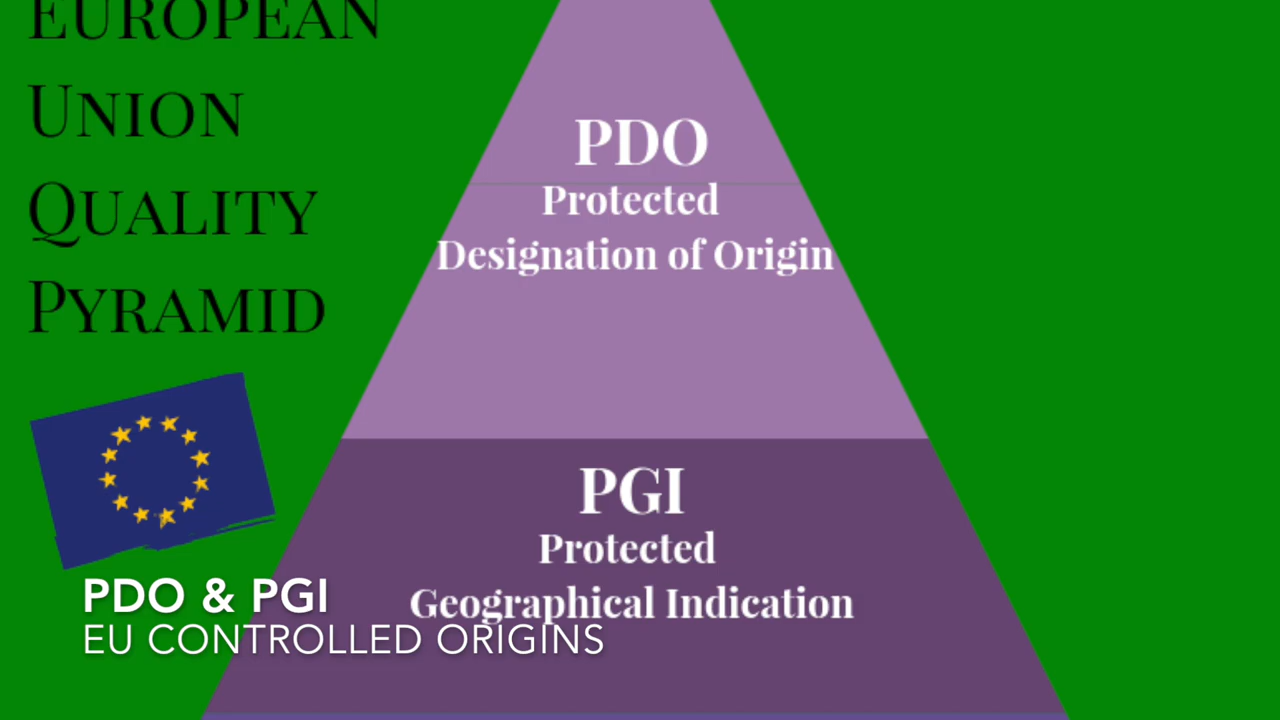 EUROPEAN
UNION
QUALITY
PYRAMID
PDO
Protected
Designation of Origin
PGI
Protected
Geographical Indication
PDO & PGI
EU CONTROLLED ORIGINS